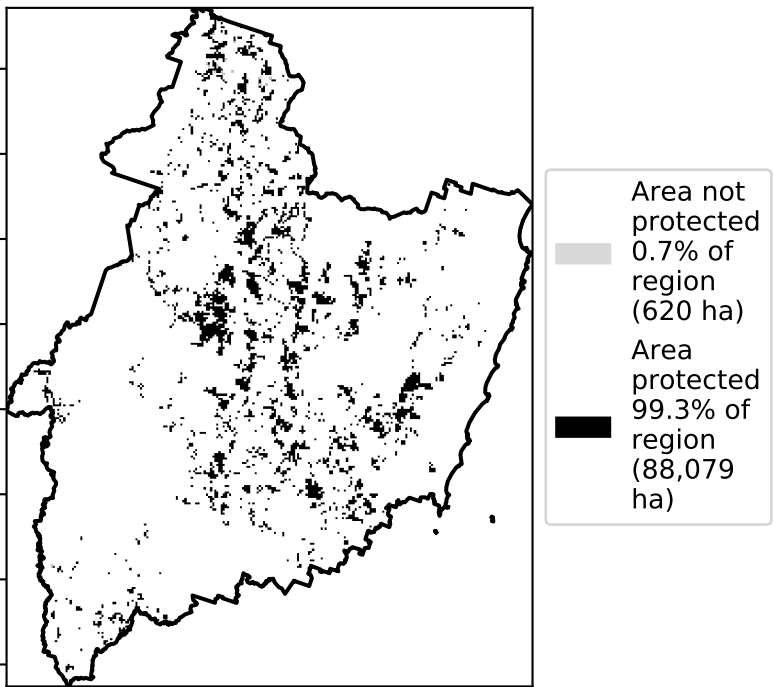 Area not
protected
0.7% of
region
(620 ha)
Area
protected
99.3% of
region
(88,079
ha)